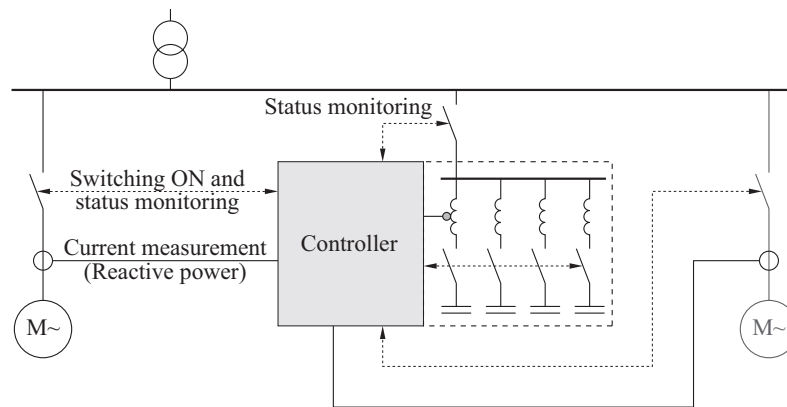 Status monitoring
Switching ON and
status monitoring
Controller
Current measurement
(Reactive power)
M~
M~